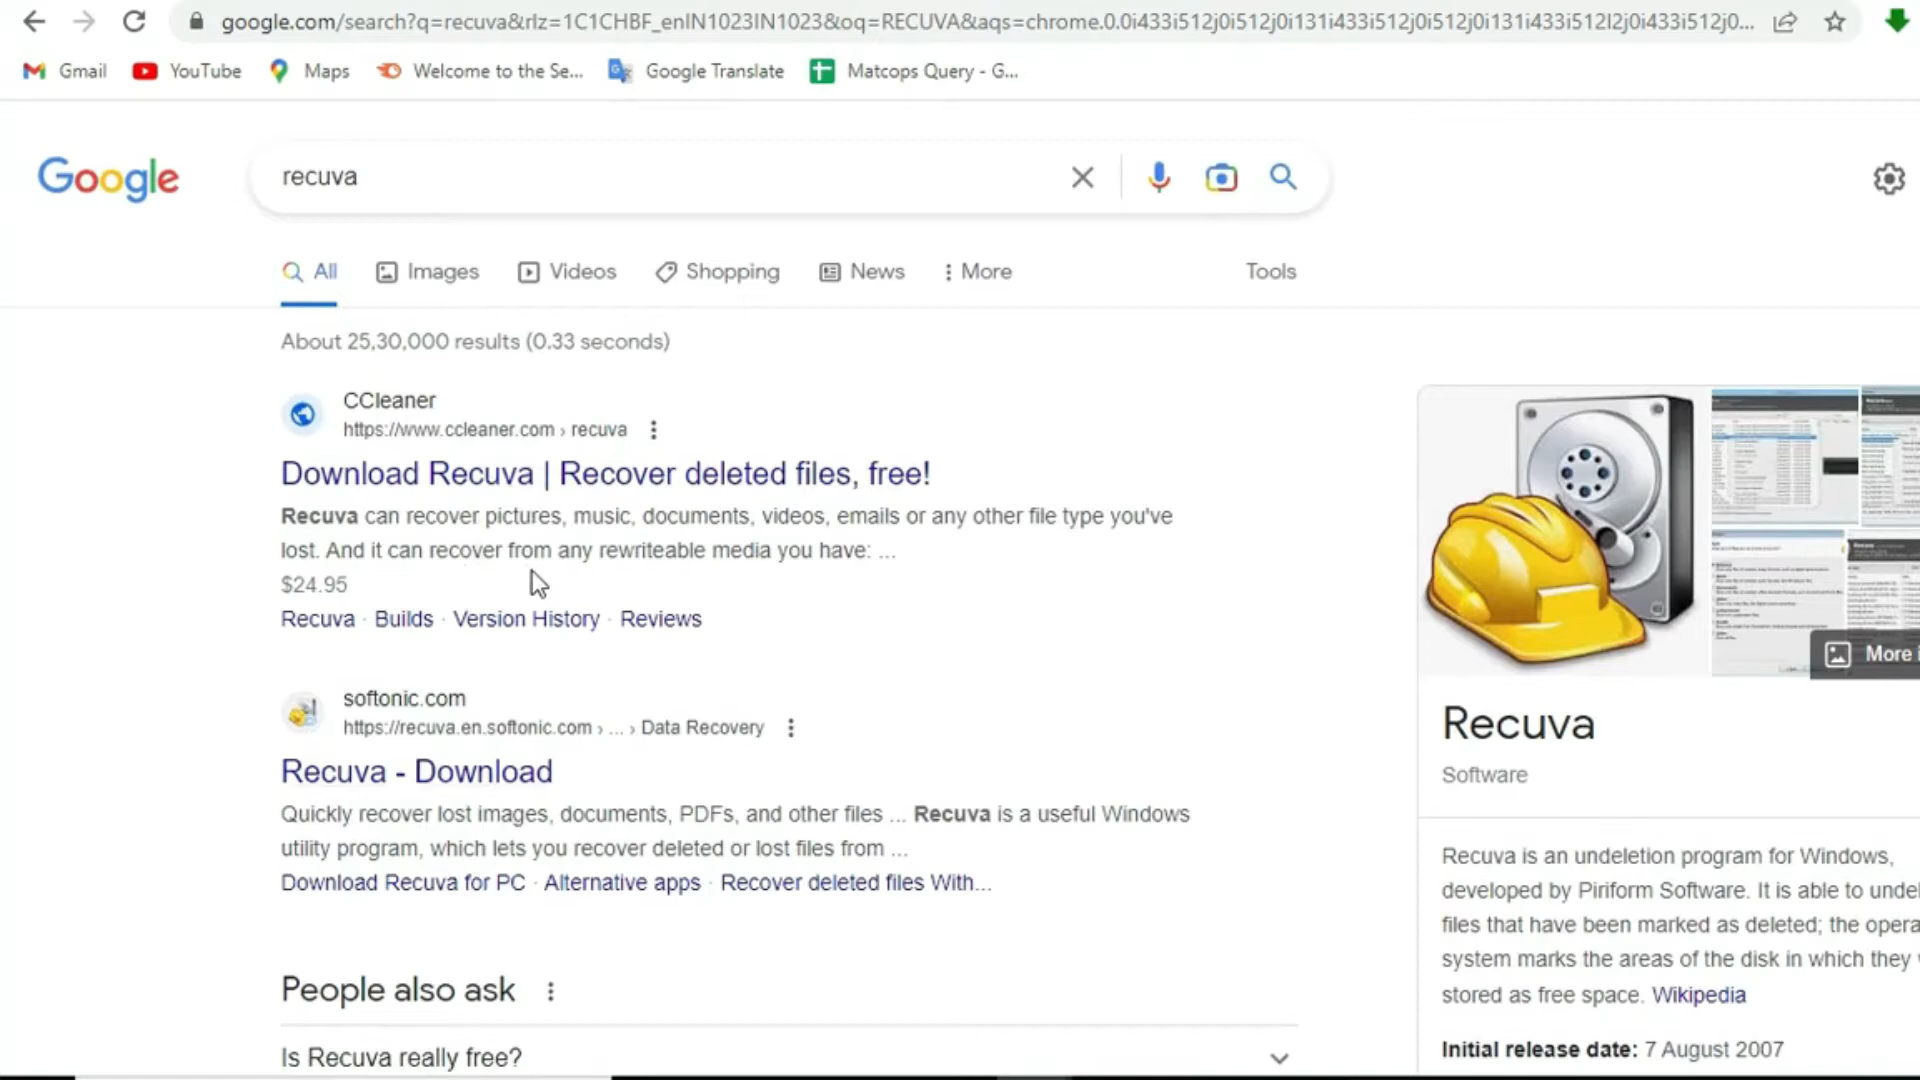 google.com/search?q=recuva&rlz=1C1CHBF_enIN1023IN1023&oq=RECUVA&aqs=chrome.0.0i433i512j0i131i433i512j0i512j0i131i433i512l2j0i433i512j0...
Gmail YouTube Maps Welcome to the Se... Google Translate Matcops Query - G...
Google recuva
All Images Videos Shopping News More Tools
About 25,30,000 results (0.33 seconds)
CCleaner
https://www.ccleaner.com › recuva
Download Recuva | Recover deleted files, free!
Recuva can recover pictures, music, documents, videos, emails or any other file type you've
lost. And it can recover from any rewriteable media you have: ...
$24.95
Recuva · Builds · Version History · Reviews
softonic.com
https://recuva.en.softonic.com › ... › Data Recovery
Recuva - Download
Quickly recover lost images, documents, PDFs, and other files ... Recuva is a useful Windows
utility program, which lets you recover deleted or lost files from ...
Download Recuva for PC · Alternative apps · Recover deleted files With...
People also ask
Is Recuva really free?
More i
Recuva
Software
Recuva is an undeletion program for Windows,
developed by Piriform Software. It is able to unde
files that have been marked as deleted; the opera
system marks the areas of the disk in which they
stored as free space. Wikipedia
Initial release date: 7 August 2007